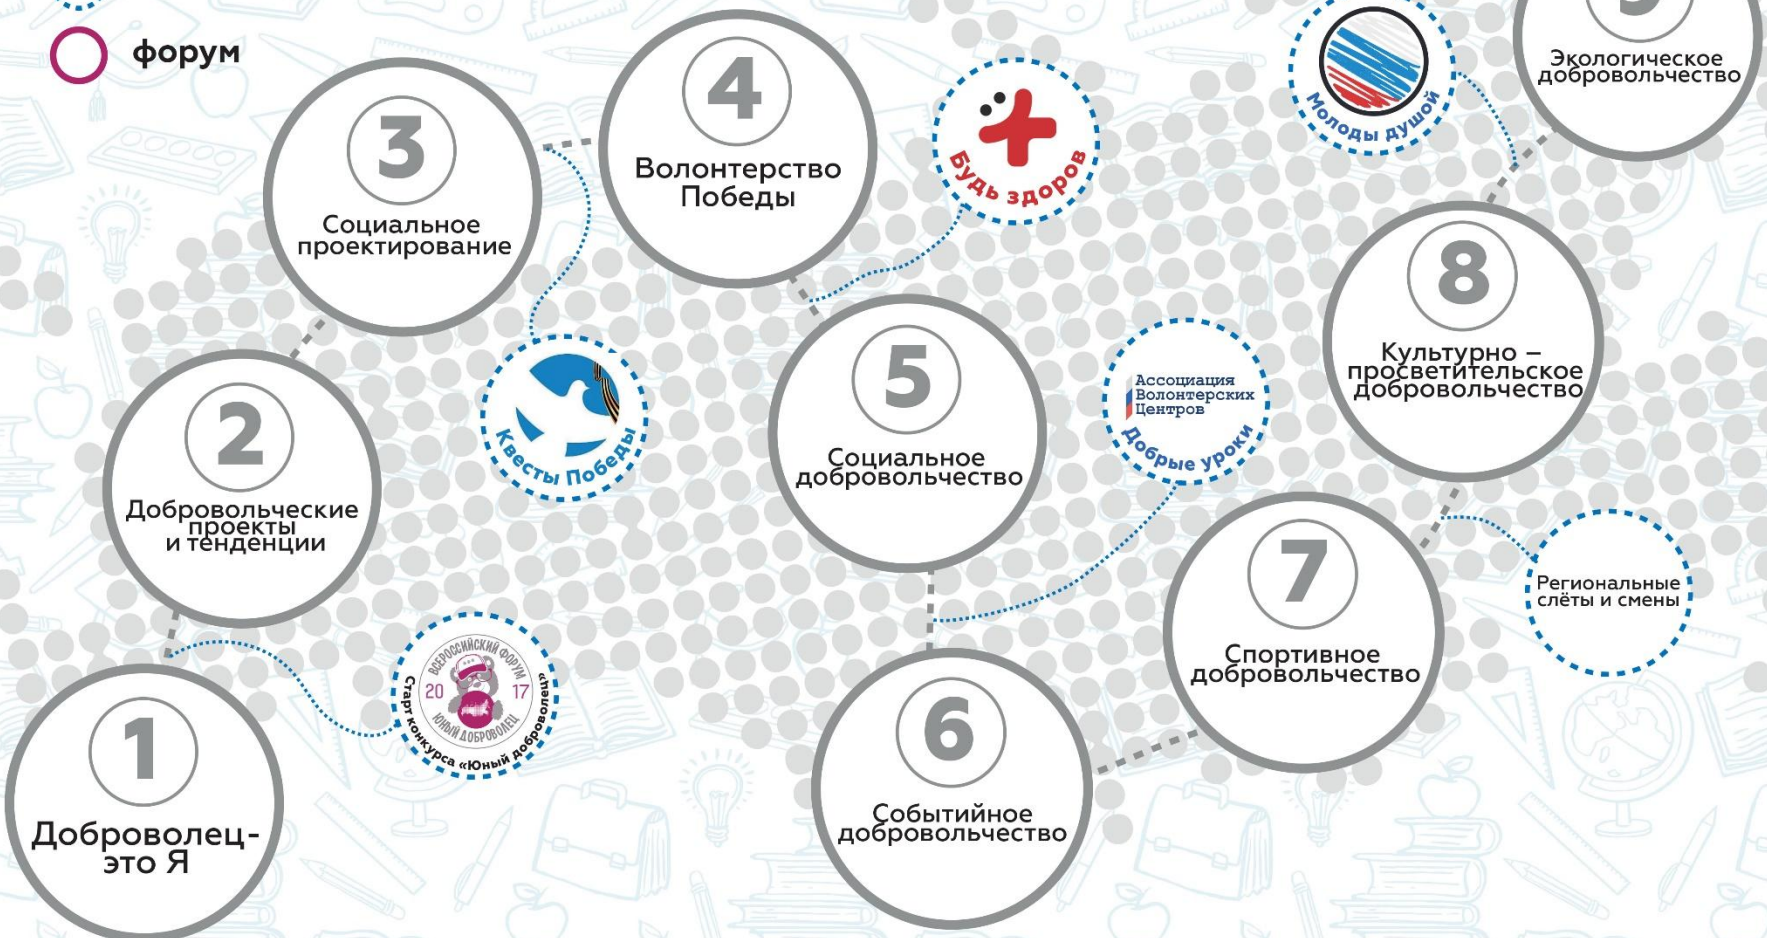 форум
1
Доброволец-
это Я
2
Добровольческие
проекты
и тенденции
3
Социальное
проектирование
4
Волонтерство
Победы
5
Социальное
добровольчество
6
Событийное
добровольчество
7
Спортивное
добровольчество
8
Культурно –
просветительское
добровольчество
9
Экологическое
добровольчество
ВСЕРОССИЙСКИЙ ФОРУМ
20 17
ЮНЫЙ ДОБРОВОЛЕЦ
Старт конкурса «Юный доброволец»
Квесты Победы
Будь здоров
Ассоциация
Волонтерских
Центров
Добрые уроки
Региональные
слёты и смены
Молоды душой